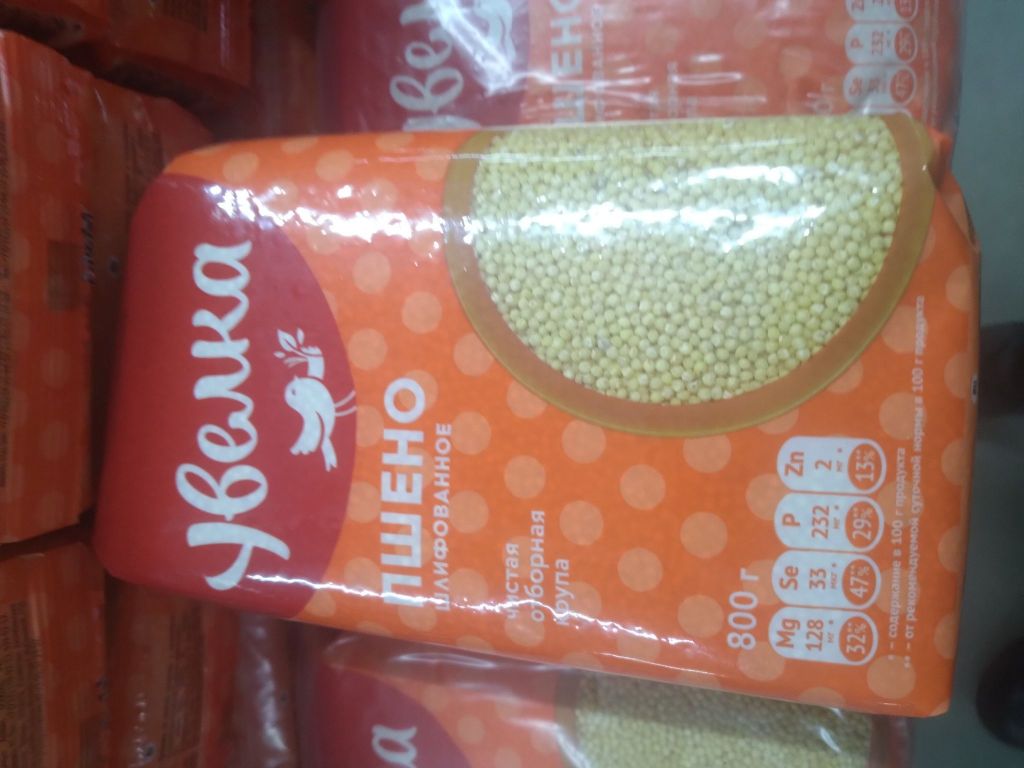 Увелка
ПШЕНО
ШЛИФОВАННОЕ
чистая
отборная
крупа
800 г
Mg Se P Zn
128 33 232 2
мг* мкг* мг* мг*
32%** 47%** 29%** 13%**
* – содержание в 100 г продукта
** – от рекомендуемой суточной нормы в 100 г продукта